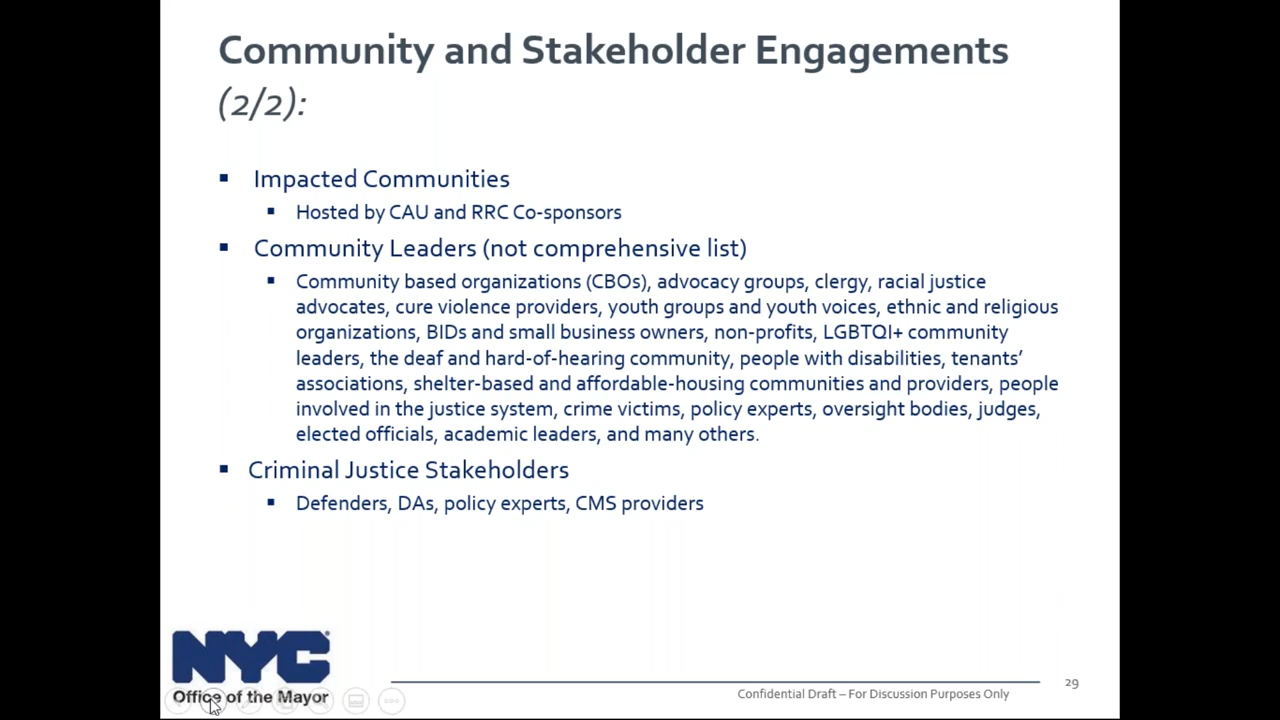 Community and Stakeholder Engagements
(2/2):
▪ Impacted Communities
▪ Hosted by CAU and RRC Co-sponsors
▪ Community Leaders (not comprehensive list)
▪ Community based organizations (CBOs), advocacy groups, clergy, racial justice
advocates, cure violence providers, youth groups and youth voices, ethnic and religious
organizations, BIDs and small business owners, non-profits, LGBTQI+ community
leaders, the deaf and hard-of-hearing community, people with disabilities, tenants’
associations, shelter-based and affordable-housing communities and providers, people
involved in the justice system, crime victims, policy experts, oversight bodies, judges,
elected officials, academic leaders, and many others.
▪ Criminal Justice Stakeholders
▪ Defenders, DAs, policy experts, CMS providers
NYC
Office of the Mayor
29
Confidential Draft – For Discussion Purposes Only